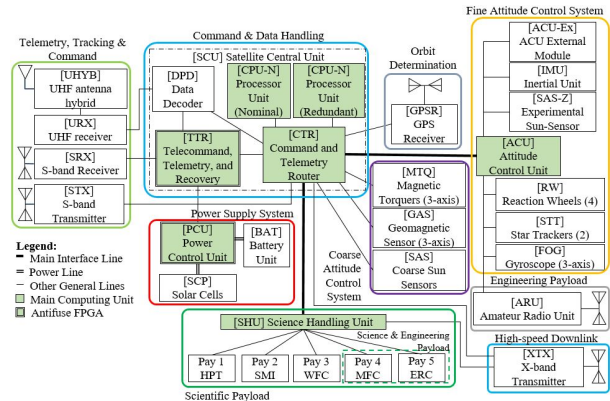 Telemetry, Tracking &
Command
[UHYB]
UHF antenna
hybrid
[URX]
UHF receiver
[SRX]
S-band Receiver
[STX]
S-band
Transmitter
Command & Data Handling
[SCU] Satellite Central Unit
[DPD]
Data
Decoder
[CPU-N]
Processor
Unit
(Nominal)
[CPU-N]
Processor
Unit
(Redundant)
[TTR]
Telecommand,
Telemetry, and
Recovery
[CTR]
Command and
Telemetry
Router
Orbit
Determination
[GPSR]
GPS
Receiver
Fine Attitude Control System
[ACU-Ex]
ACU External
Module
[IMU]
Inertial Unit
[SAS-Z]
Experimental
Sun-Sensor
[ACU]
Attitude
Control Unit
[RW]
Reaction Wheels (4)
[STT]
Star Trackers (2)
[FOG]
Gyroscope (3-axis)
[MTQ]
Magnetic
Torquers (3-axis)
[GAS]
Geomagnetic
Sensor (3-axis)
[SAS]
Coarse Sun
Sensors
Coarse
Attitude
Control
System
Power Supply System
[PCU]
Power
Control Unit
[BAT]
Battery
Unit
[SCP]
Solar Cells
Legend:
Main Interface Line
Power Line
Other General Lines
Main Computing Unit
Antifuse FPGA
Engineering Payload
[ARU]
Amateur Radio Unit
High-speed Downlink
[XTX]
X-band
Transmitter
[SHU] Science Handling Unit
Science & Engineering
Payload
Pay 1
HPT
Pay 2
SMI
Pay 3
WFC
Pay 4
MFC
Pay 5
ERC
Scientific Payload